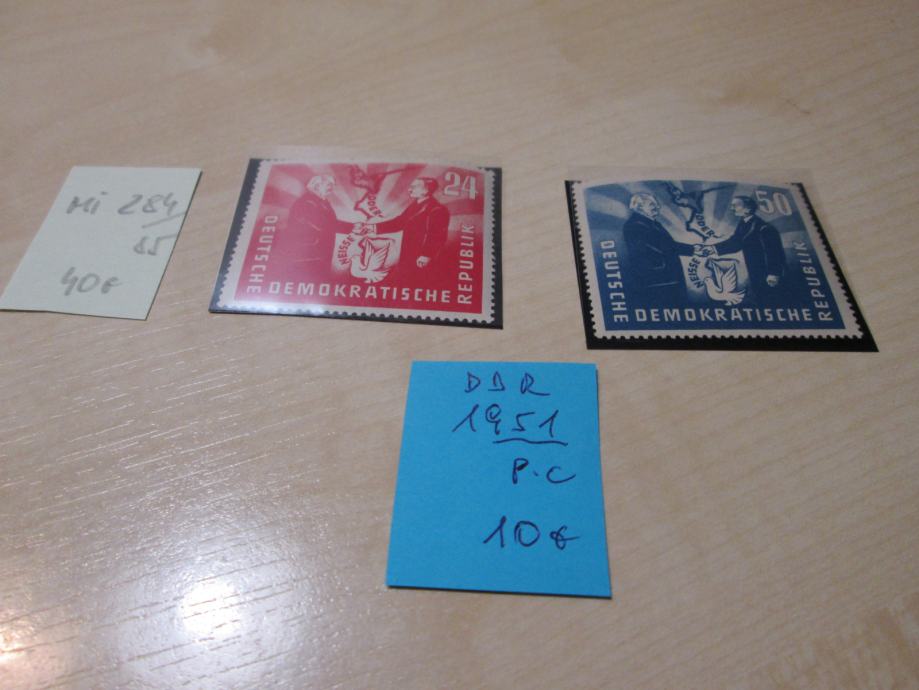 Mi 284/
85
40€
24
ODER
NEISSE
DEUTSCHE DEMOKRATISCHE REPUBLIK
50
ODER
NEISSE
DEUTSCHE DEMOKRATISCHE REPUBLIK
DDR
1951
P.C
10€